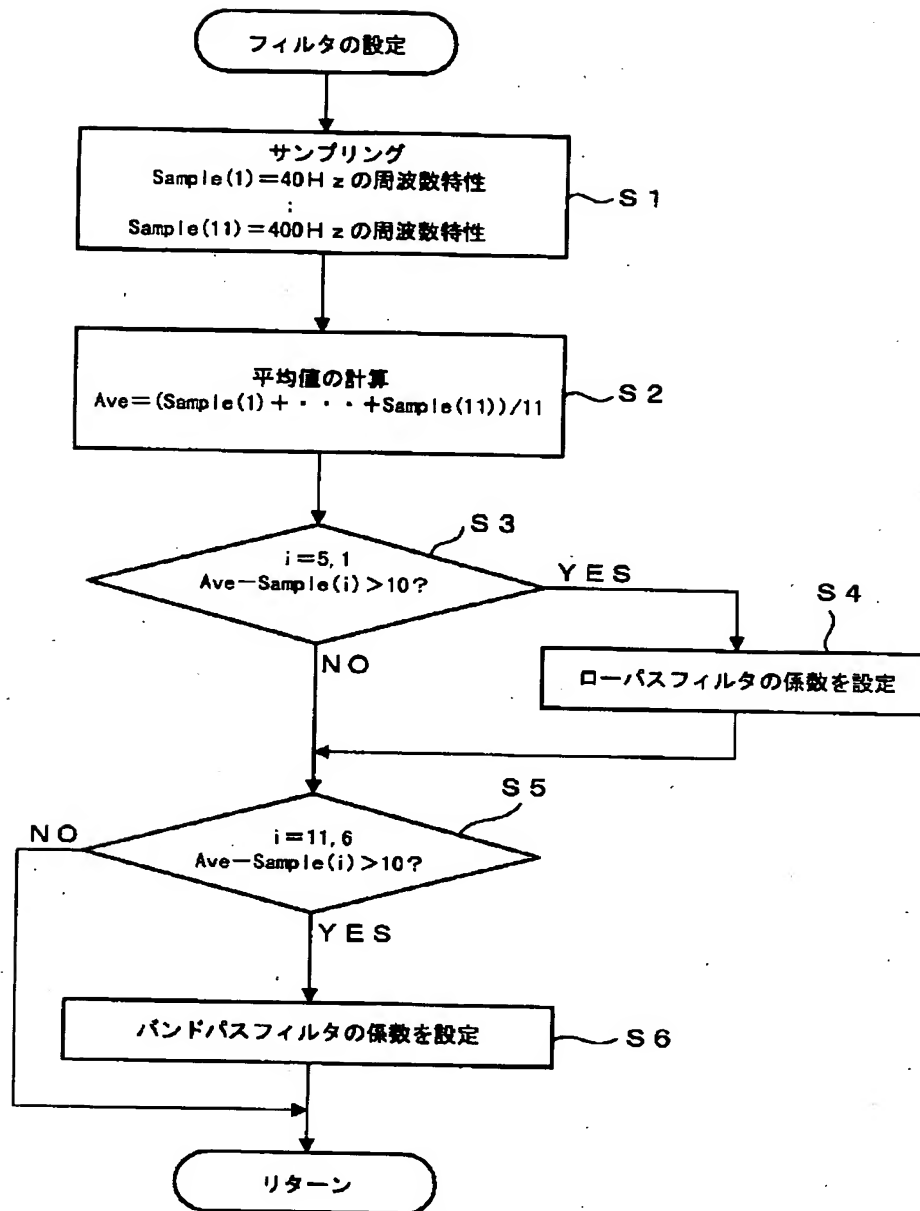 フィルタの設定
サンプリング
Sample(1)=40Hzの周波数特性
:
Sample(11)=400Hzの周波数特性
S1
平均値の計算
Ave=(Sample(1)+・・・+Sample(11))/11
S2
S3
i=5,1
Ave-Sample(i)>10?
YES
S4
NO
ローパスフィルタの係数を設定
S5
NO
i=11,6
Ave-Sample(i)>10?
YES
バンドパスフィルタの係数を設定
S6
リターン